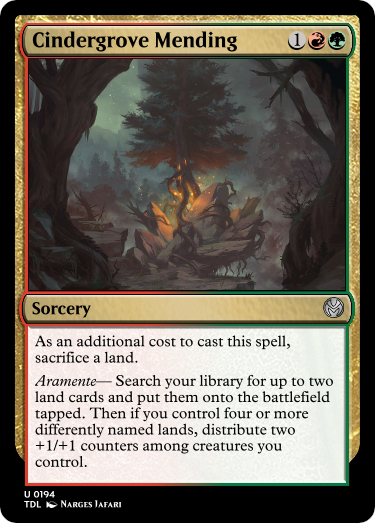 Cindergrove Mending 1
Sorcery
As an additional cost to cast this spell,
sacrifice a land.
Aramente— Search your library for up to two
land cards and put them onto the battlefield
tapped. Then if you control four or more
differently named lands, distribute two
+1/+1 counters among creatures you
control.
U 0194
TDL Narges Jafari